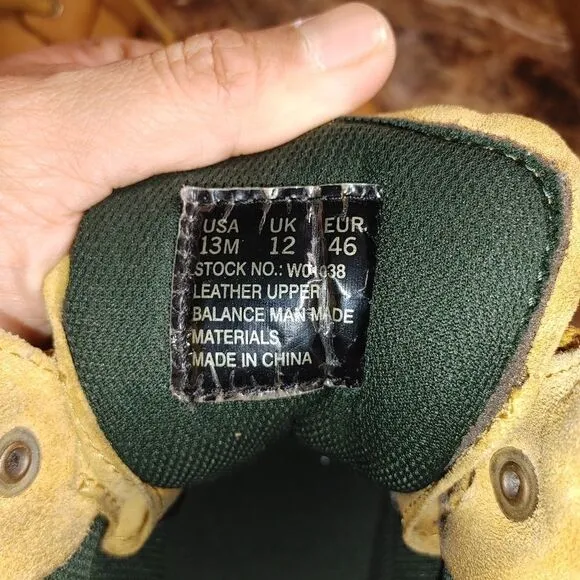 USA UK EUR
13M 12 46
STOCK NO.:
LEATHER UPPER
BALANCE MAN MADE
MATERIALS
MADE IN CHINA